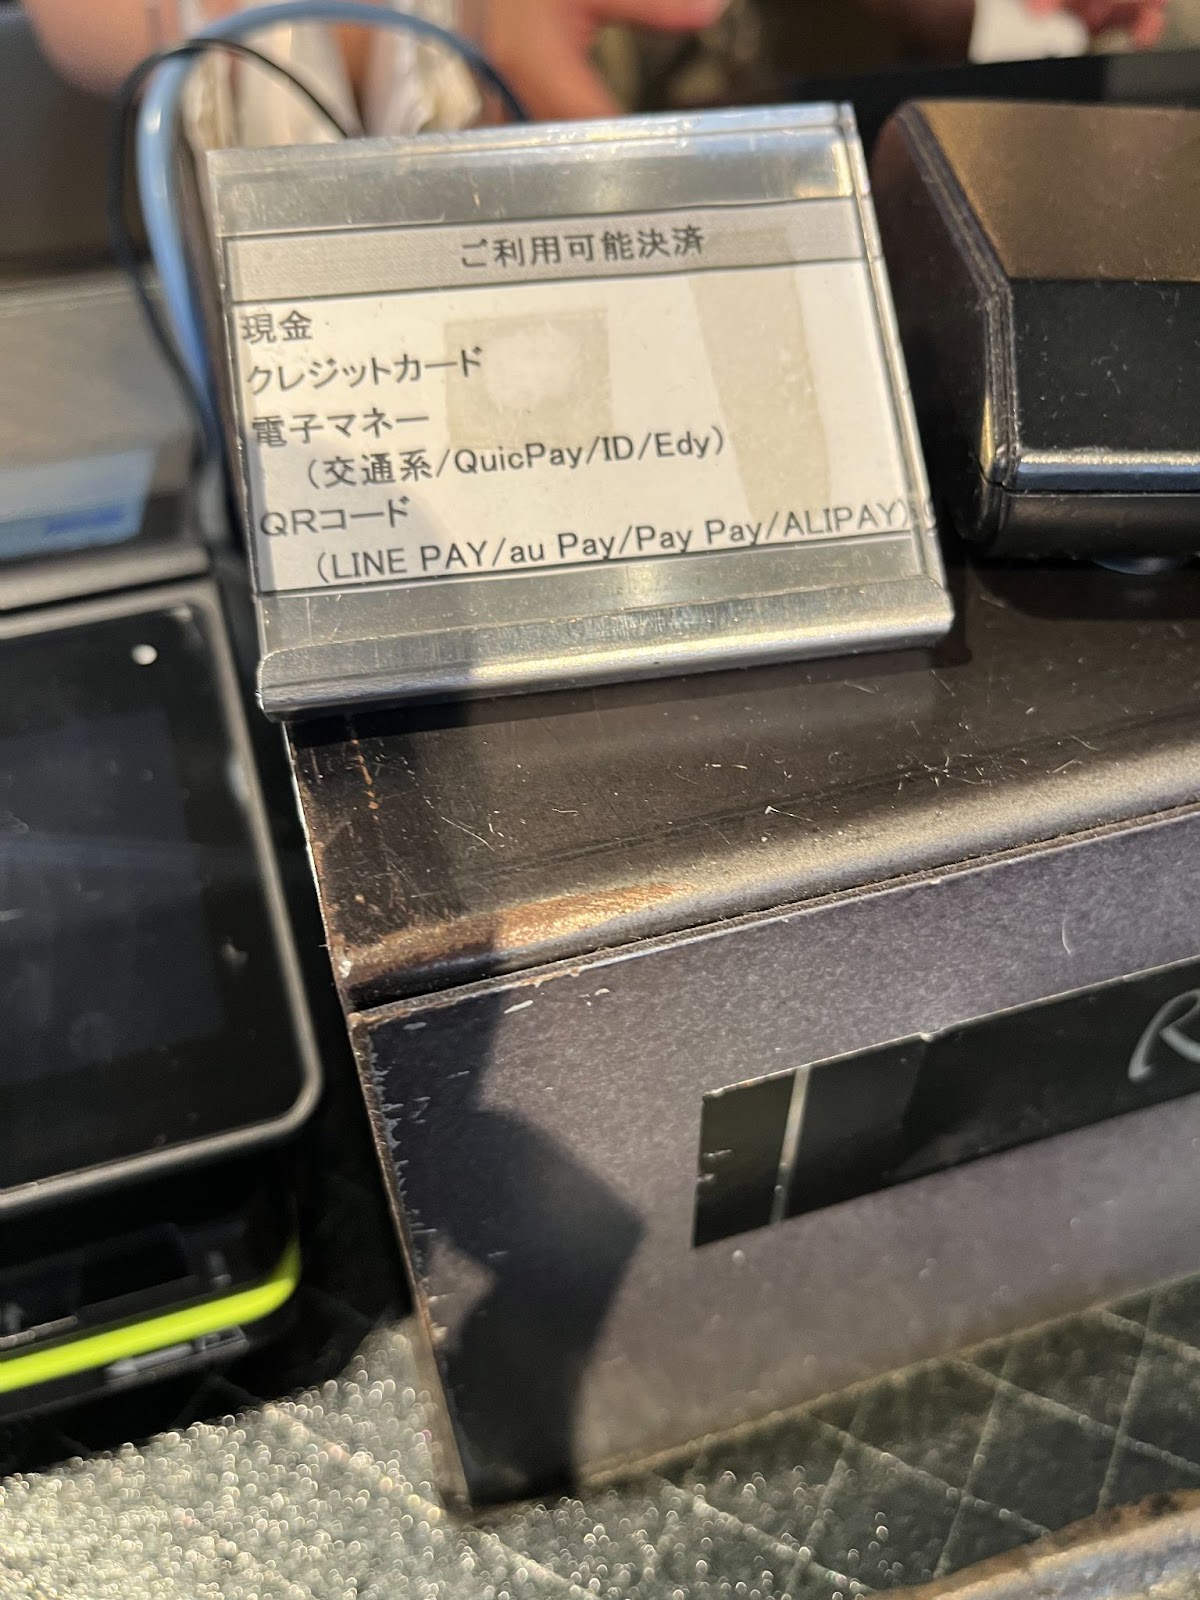 ご利用可能決済
現金
クレジットカード
電子マネー
(交通系/QuicPay/ID/Edy)
QRコード
(LINE PAY/au Pay/Pay Pay/ALIPAY)